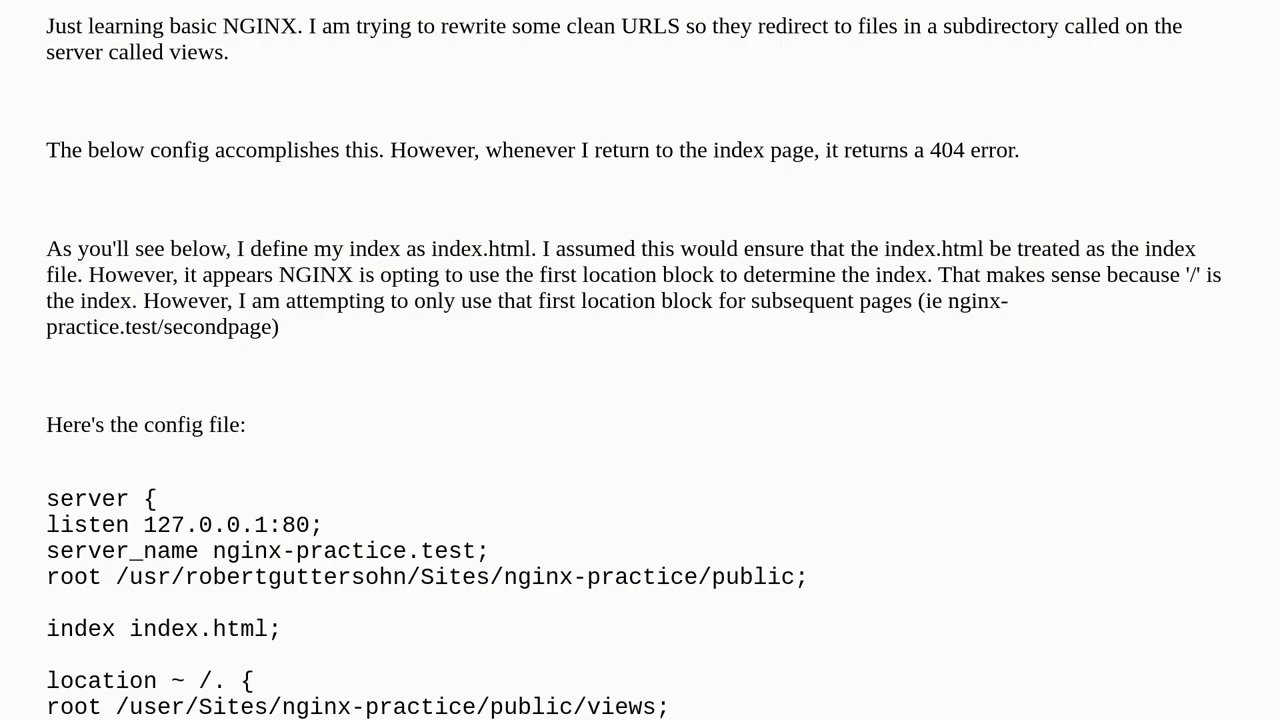 Just learning basic NGINX. I am trying to rewrite some clean URLS so they redirect to files in a subdirectory called on the
server called views.
The below config accomplishes this. However, whenever I return to the index page, it returns a 404 error.
As you'll see below, I define my index as index.html. I assumed this would ensure that the index.html be treated as the index
file. However, it appears NGINX is opting to use the first location block to determine the index. That makes sense because '/' is
the index. However, I am attempting to only use that first location block for subsequent pages (ie nginx-
practice.test/secondpage)
Here's the config file:
server {
listen 127.0.0.1:80;
server_name nginx-practice.test;
root /usr/robertguttersohn/Sites/nginx-practice/public;
index index.html;
location ~ /. {
root /user/Sites/nginx-practice/public/views;